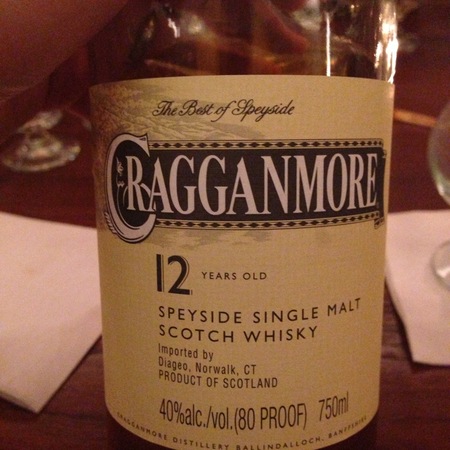 The Best of Speyside
CRAGGANMORE
12 YEARS OLD
SPEYSIDE SINGLE MALT
SCOTCH WHISKY
Imported by
Diageo, Norwalk, CT
PRODUCT OF SCOTLAND
40%alc./vol.(80 PROOF) 750ml
CRAGGANMORE DISTILLERY BALLINDALLOCH, BANFFSHIRE